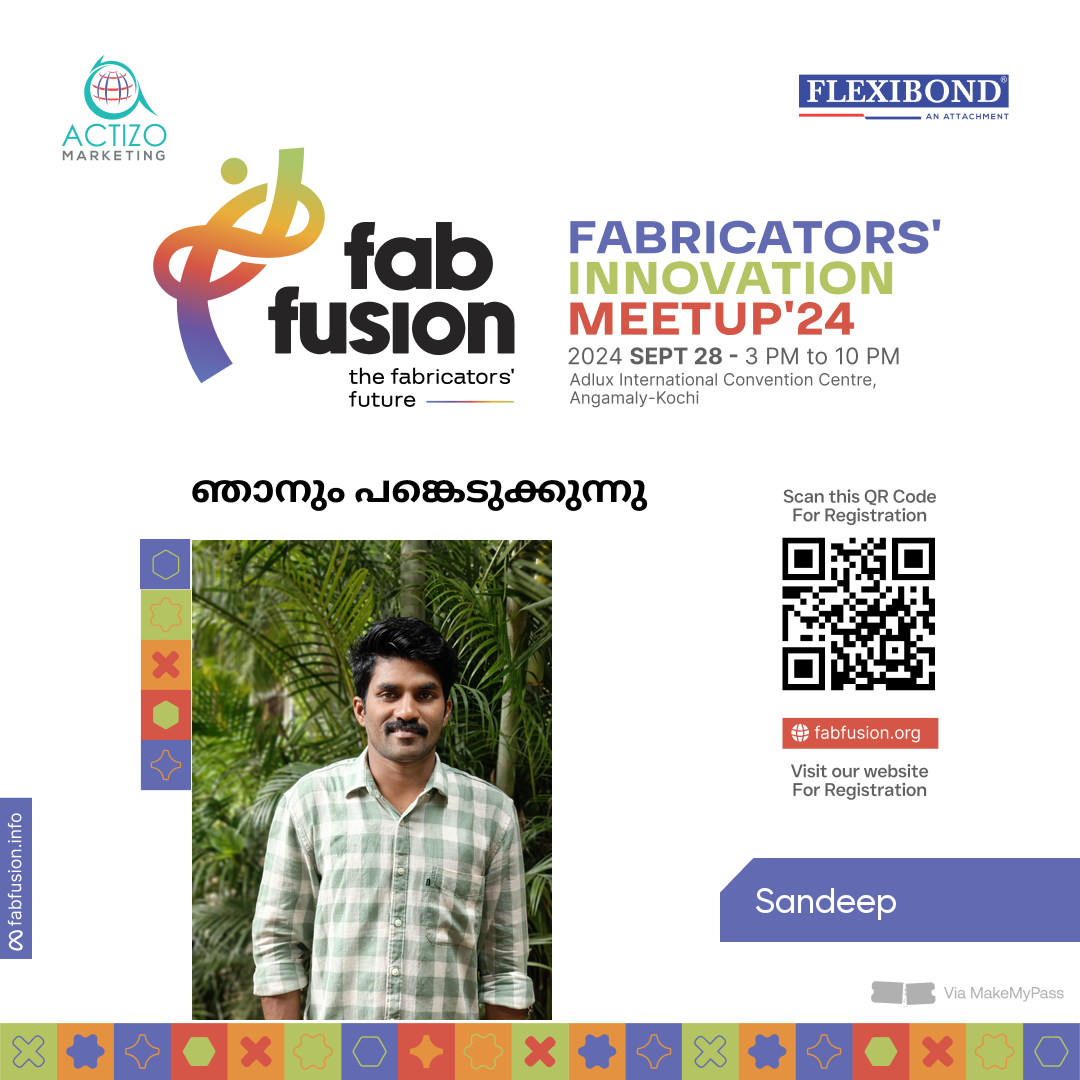 ACTIZO
MARKETING
FLEXIBOND®
AN ATTACHMENT
fab
fusion
the fabricators'
future
FABRICATORS'
INNOVATION
MEETUP'24
2024 SEPT 28 - 3 PM to 10 PM
Adlux International Convention Centre,
Angamaly-Kochi
ഞാനും പങ്കെടുക്കുന്നു
Scan this QR Code
For Registration
fabfusion.org
Visit our website
For Registration
fabfusion.info
Sandeep
Via MakeMyPass